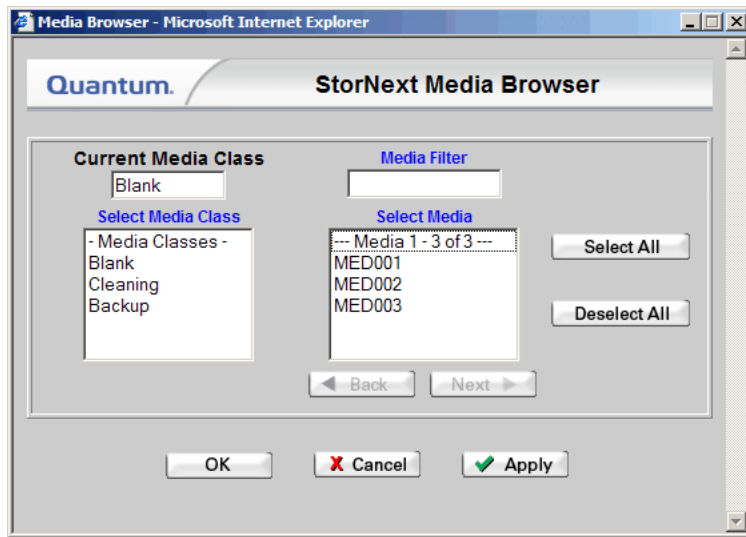 Media Browser - Microsoft Internet Explorer
Quantum.
StorNext Media Browser
Current Media Class
Blank
Media Filter
Select Media Class
- Media Classes -
Blank
Cleaning
Backup
Select Media
--- Media 1 - 3 of 3 ---
MED001
MED002
MED003
Select All
Deselect All
Back
Next
OK
Cancel
Apply